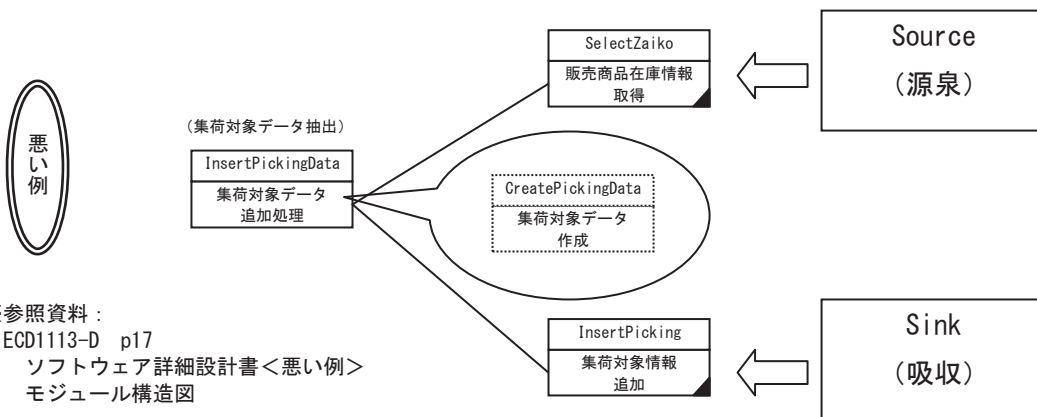 悪い例
(集荷対象データ抽出)
InsertPickingData
集荷対象データ
追加処理
SelectZaiko
販売商品在庫情報
取得
CreatePickingData
集荷対象データ
作成
InsertPicking
集荷対象情報
追加
Source
(源泉)
Sink
(吸収)
参照資料:
ECD1113-D p17
ソフトウェア詳細設計書<悪い例>
モジュール構造図